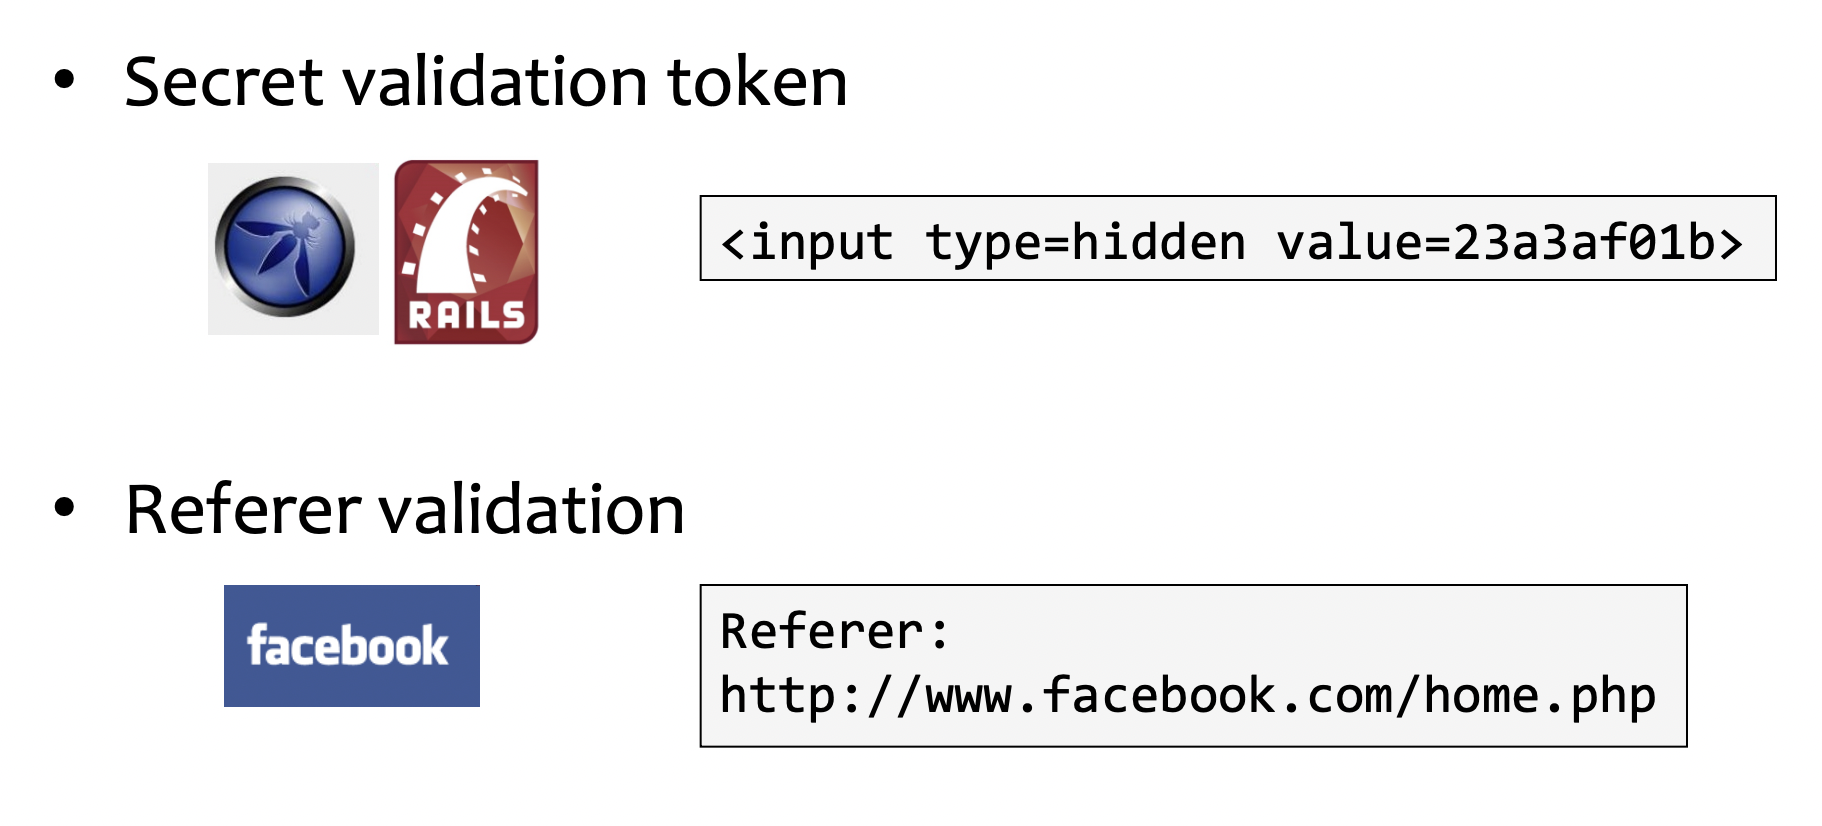 • Secret validation token
RAILS
<input type=hidden value=23a3af01b>
• Referer validation
facebook
Referer:
http://www.facebook.com/home.php